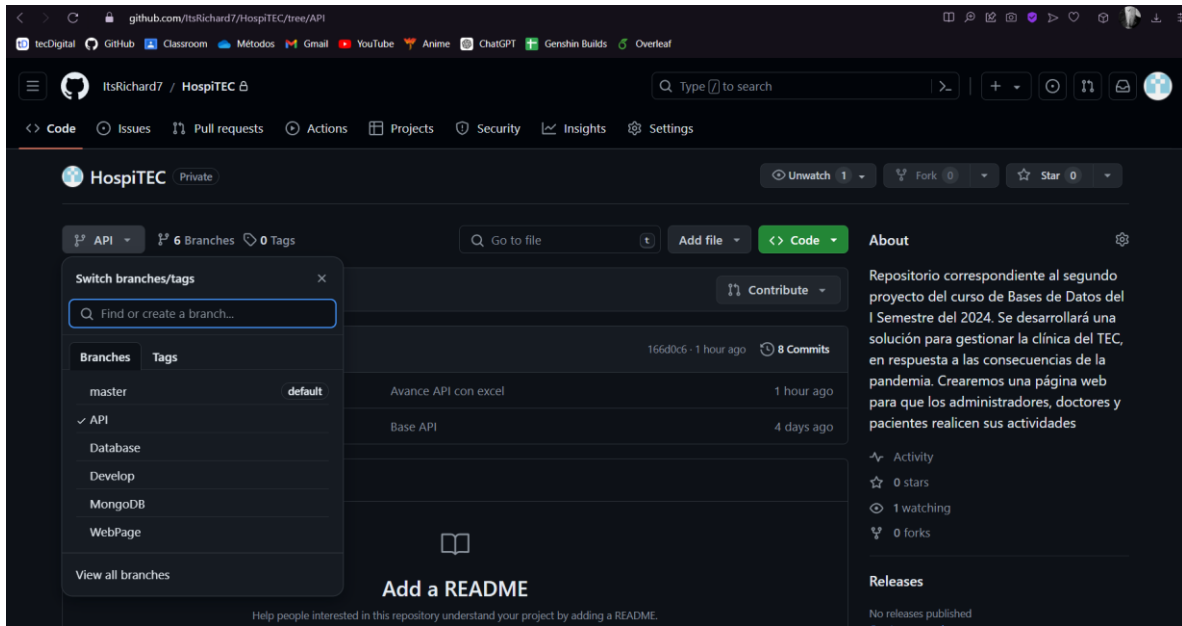 github.com/ItsRichard7/HospiTEC/tree/API
tD tecDigital GitHub Classroom Métodos Gmail YouTube Anime ChatGPT Genshin Builds Overleaf
ItsRichard7 / HospiTEC
Type / to search
Code Issues Pull requests Actions Projects Security Insights Settings
HospiTEC Private
Unwatch 1 Fork 0 Star 0
API 6 Branches 0 Tags Go to file t Add file Code
Switch branches/tags
Find or create a branch...
Branches Tags
master default
API
Database
Develop
MongoDB
WebPage
View all branches
Contribute
166d0c6 · 1 hour ago 8 Commits
Avance API con excel 1 hour ago
Base API 4 days ago
Add a README
Help people interested in this repository understand your project by adding a README.
About
Repositorio correspondiente al segundo
proyecto del curso de Bases de Datos del
I Semestre del 2024. Se desarrollará una
solución para gestionar la clínica del TEC,
en respuesta a las consecuencias de la
pandemia. Crearemos una página web
para que los administradores, doctores y
pacientes realicen sus actividades
Activity
0 stars
1 watching
0 forks
Releases
No releases published